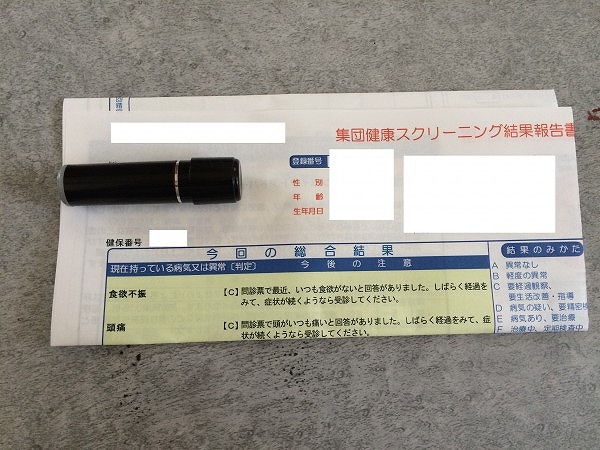 集団健康スクリーニング結果報告書
登録番号
性別
年齢
生年月日
健保番号
今回の総合結果
結果のみかた
現在持っている病気又は異常〔判定〕 今後の注意
A 異常なし
B 軽度の異常
C 要経過観察、
要生活改善・指導
D 病気の疑い、要精密検
E 病気あり、要治療
F 治療中、定期検査中
食欲不振 【C】問診票で最近、いつも食欲がないと回答がありました。しばらく経過を
みて、症状が続くようなら受診してください。
頭痛 【C】問診票で頭がいつも痛いと回答がありました。しばらく経過をみて、症
状が続くようなら受診してください。